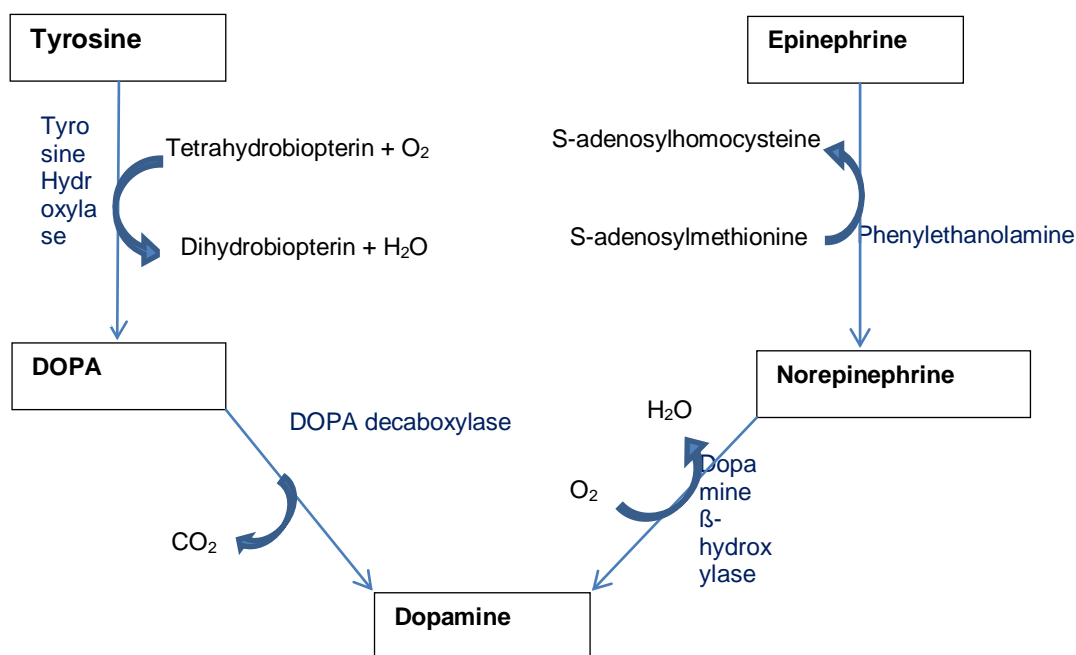 Tyrosine
Epinephrine
Tyro
sine
Hydr
oxyla
se
Tetrahydrobiopterin + O₂
Dihydrobiopterin + H₂O
S-adenosylhomocysteine
S-adenosylmethionine
Phenylethanolamine
DOPA
Norepinephrine
DOPA decaboxylase
CO₂
H₂O
O₂
Dopa
mine
ß-
hydrox
ylase
Dopamine